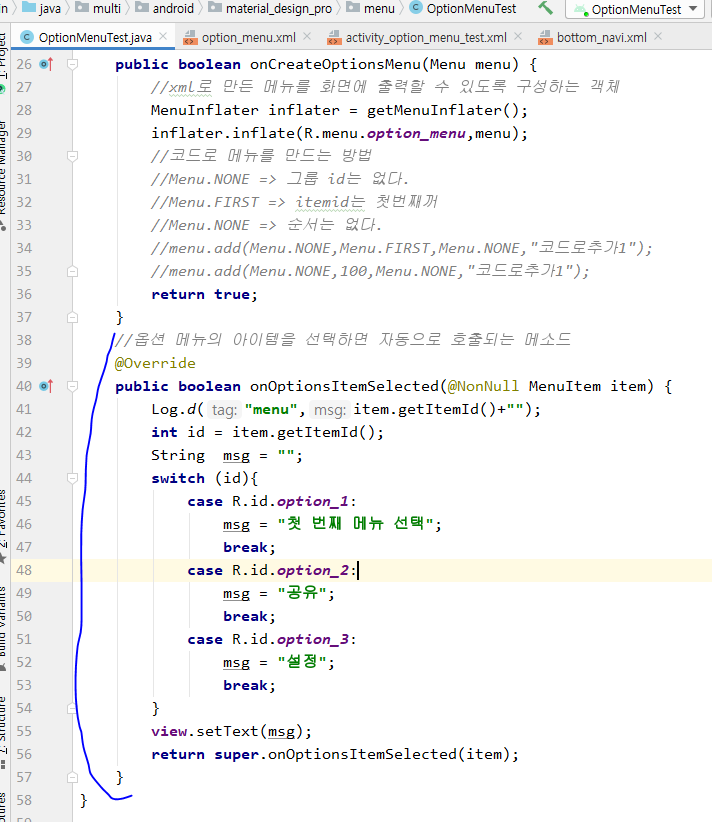 in java multi android material_design_pro menu OptionMenuTest OptionMenuTest
OptionMenuTest.java option_menu.xml activity_option_menu_test.xml bottom_navi.xml
1: Project
Resource Manager
2: Favorites
Build Variants
7: Structure
26 public boolean onCreateOptionsMenu(Menu menu) {
27 //xml로 만든 메뉴를 화면에 출력할 수 있도록 구성하는 객체
28 MenuInflater inflater = getMenuInflater();
29 inflater.inflate(R.menu.option_menu,menu);
30 //코드로 메뉴를 만드는 방법
31 //Menu.NONE => 그룹 id는 없다.
32 //Menu.FIRST => itemid는 첫번째꺼
33 //Menu.NONE => 순서는 없다.
34 //menu.add(Menu.NONE,Menu.FIRST,Menu.NONE,"코드로추가1");
35 //menu.add(Menu.NONE,100,Menu.NONE,"코드로추가1");
36 return true;
37 }
38 //옵션 메뉴의 아이템을 선택하면 자동으로 호출되는 메소드
39 @Override
40 public boolean onOptionsItemSelected(@NonNull MenuItem item) {
41 Log.d( tag: "menu", msg: item.getItemId()+"");
42 int id = item.getItemId();
43 String msg = "";
44 switch (id){
45 case R.id.option_1:
46 msg = "첫 번째 메뉴 선택";
47 break;
48 case R.id.option_2:
49 msg = "공유";
50 break;
51 case R.id.option_3:
52 msg = "설정";
53 break;
54 }
55 view.setText(msg);
56 return super.onOptionsItemSelected(item);
57 }
58 }